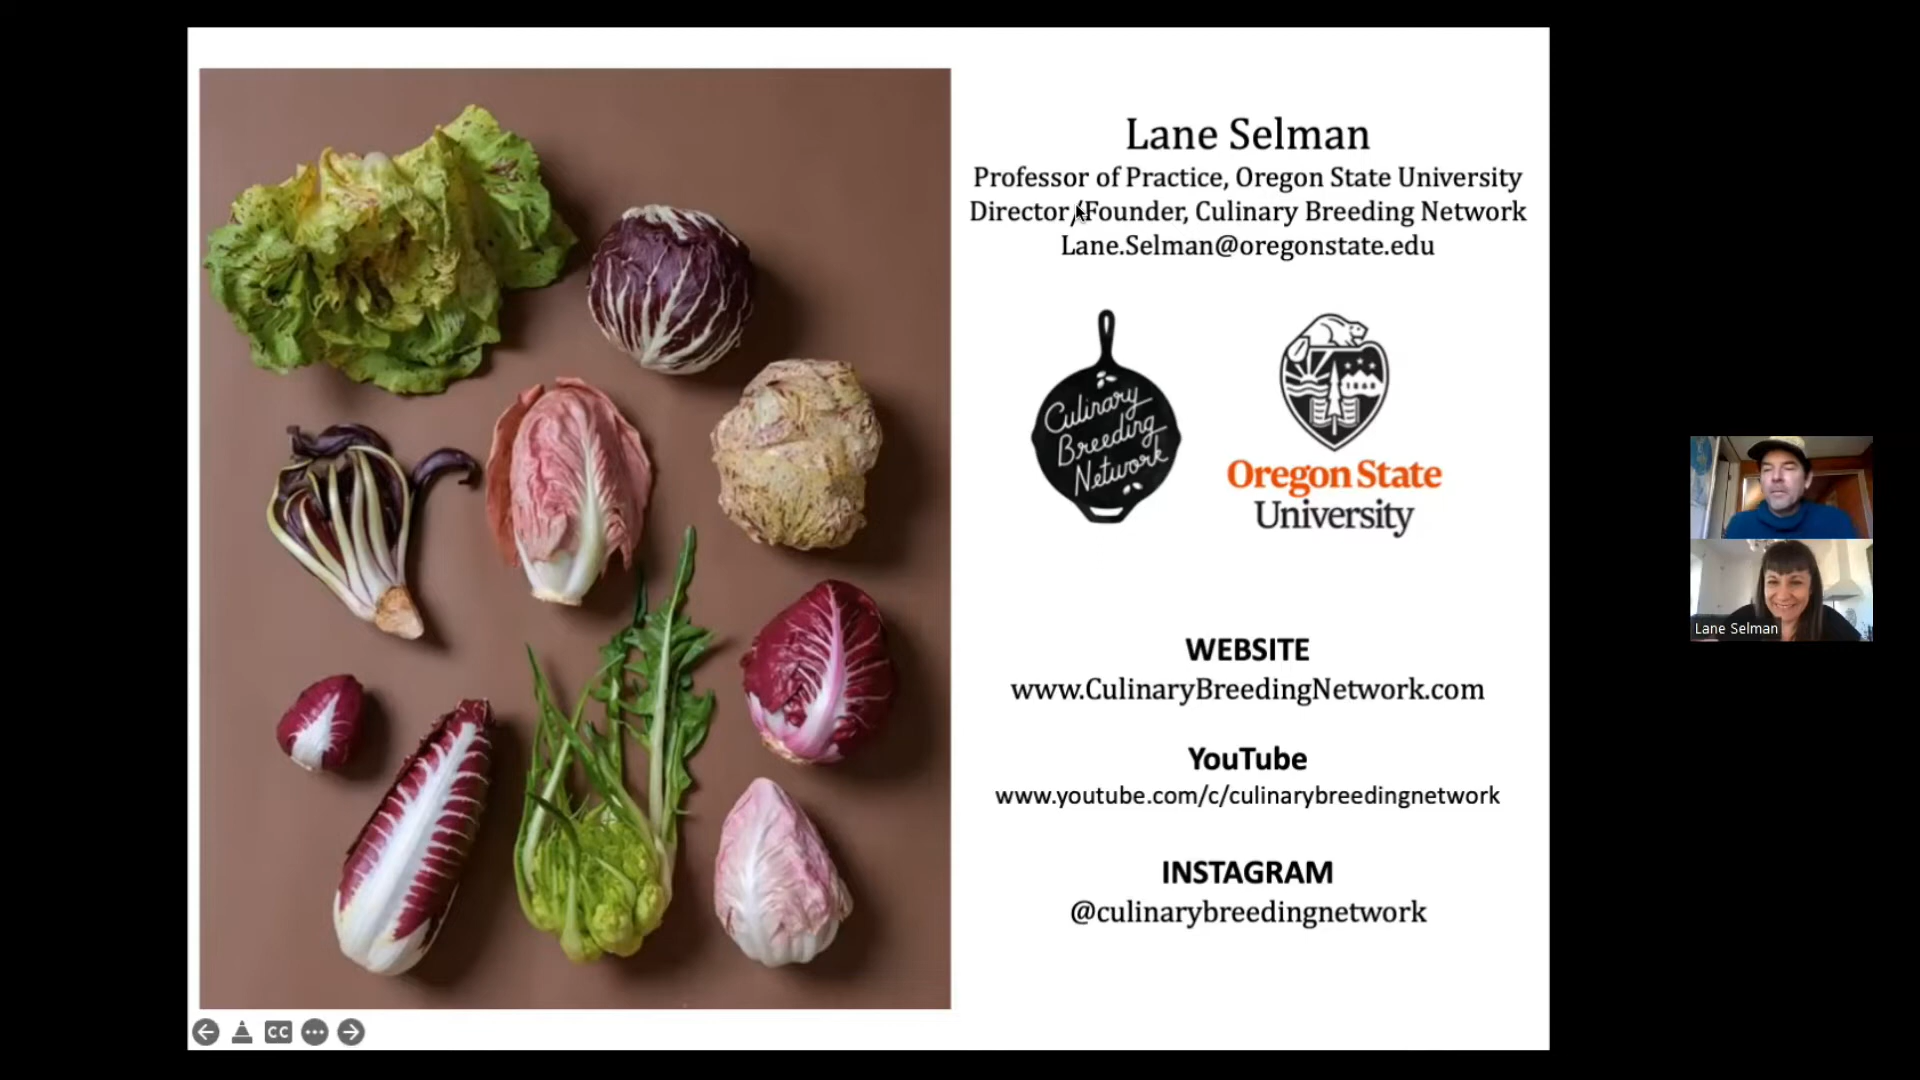 Lane Selman
Professor of Practice, Oregon State University
Director/Founder, Culinary Breeding Network
Lane.Selman@oregonstate.edu
Culinary
Breeding
Network
Oregon State
University
WEBSITE
www.CulinaryBreedingNetwork.com
YouTube
www.youtube.com/c/culinarybreedingnetwork
INSTAGRAM
@culinarybreedingnetwork
Lane Selman
CC